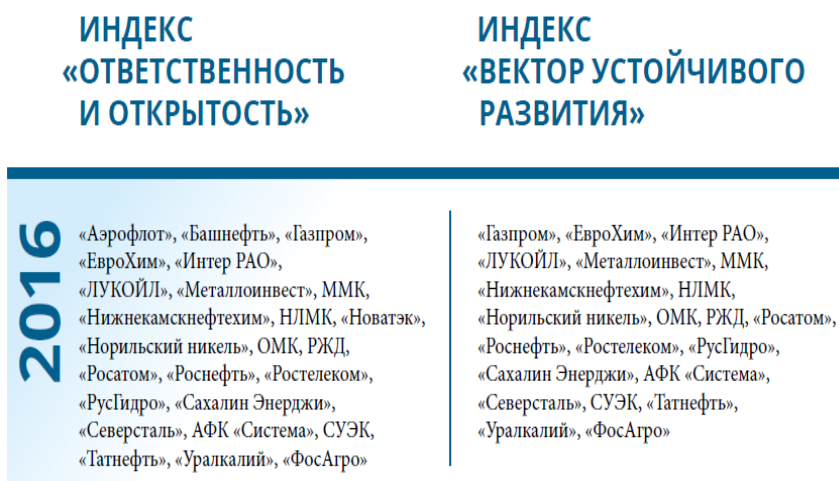 ИНДЕКС
«ОТВЕТСТВЕННОСТЬ
И ОТКРЫТОСТЬ»
ИНДЕКС
«ВЕКТОР УСТОЙЧИВОГО
РАЗВИТИЯ»
2016
«Аэрофлот», «Башнефть», «Газпром»,
«ЕвроХим», «Интер РАО»,
«ЛУКОЙЛ», «Металлоинвест», ММК,
«Нижнекамскнефтехим», НЛМК, «Новатэк»,
«Норильский никель», ОМК, РЖД,
«Росатом», «Роснефть», «Ростелеком»,
«РусГидро», «Сахалин Энерджи»,
«Северсталь», АФК «Система», СУЭК,
«Татнефть», «Уралкалий», «ФосАгро»
«Газпром», «ЕвроХим», «Интер РАО»,
«ЛУКОЙЛ», «Металлоинвест», ММК,
«Нижнекамскнефтехим», НЛМК,
«Норильский никель», ОМК, РЖД, «Росатом»,
«Роснефть», «Ростелеком», «РусГидро»,
«Сахалин Энерджи», АФК «Система»,
«Северсталь», СУЭК, «Татнефть»,
«Уралкалий», «ФосАгро»